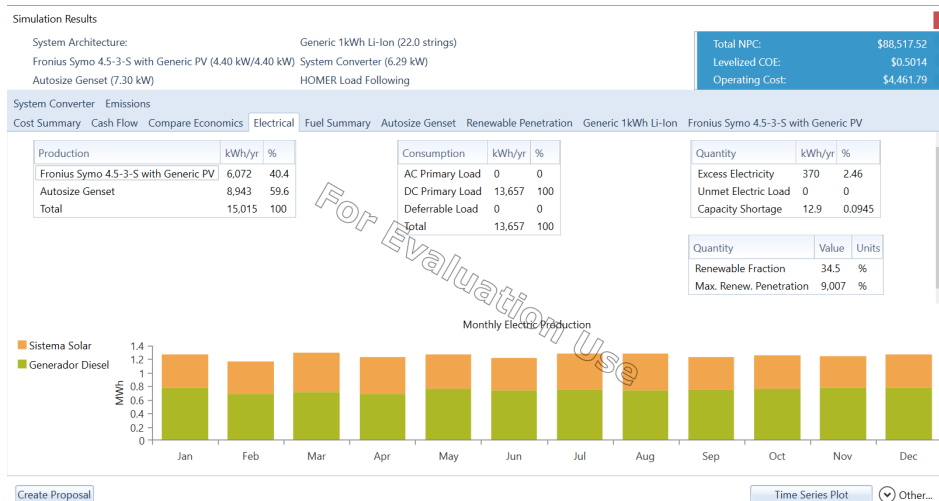 Simulation Results
System Architecture: Generic 1kWh Li-Ion (22.0 strings)
Fronius Symo 4.5-3-S with Generic PV (4.40 kW/4.40 kW) System Converter (6.29 kW)
Autosize Genset (7.30 kW) HOMER Load Following
Total NPC: $88,517.52
Levelized COE: $0.5014
Operating Cost: $4,461.79
System Converter Emissions
Cost Summary Cash Flow Compare Economics Electrical Fuel Summary Autosize Genset Renewable Penetration Generic 1kWh Li-Ion Fronius Symo 4.5-3-S with Generic PV
Production kWh/yr %
Fronius Symo 4.5-3-S with Generic PV 6,072 40.4
Autosize Genset 8,943 59.6
Total 15,015 100
Consumption kWh/yr %
AC Primary Load 0 0
DC Primary Load 13,657 100
Deferrable Load 0 0
Total 13,657 100
Quantity kWh/yr %
Excess Electricity 370 2.46
Unmet Electric Load 0 0
Capacity Shortage 12.9 0.0945
Quantity Value Units
Renewable Fraction 34.5 %
Max. Renew. Penetration 9,007 %
For Evaluation Use
Monthly Electric Production
Sistema Solar
Generador Diesel
MWh
1.4
1.2
1
0.8
0.6
0.4
0.2
0
Jan Feb Mar Apr May Jun Jul Aug Sep Oct Nov Dec
Create Proposal Time Series Plot Other...